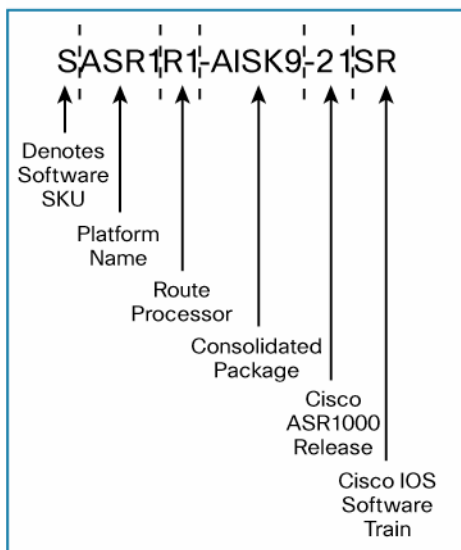 SASR1R1-AISK9-21SR
Denotes
Software
SKU
Platform
Name
Route
Processor
Consolidated
Package
Cisco
ASR1000
Release
Cisco IOS
Software
Train